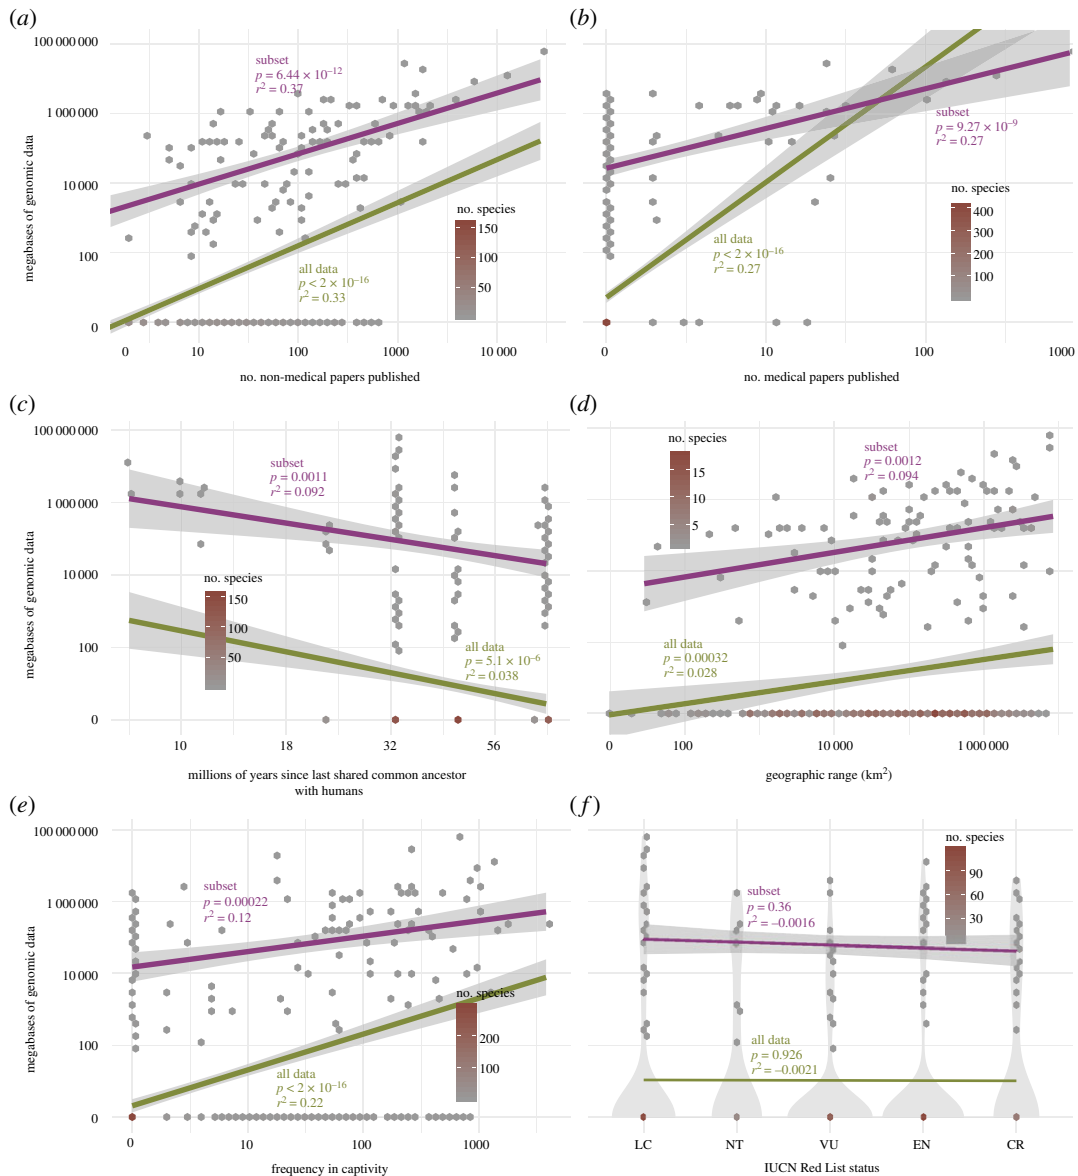 (a)
100 000 000
1 000 000
10 000
100
0
megabases of genomic data
subset
p = 6.44 × 10⁻¹²
r² = 0.37
all data
p < 2 × 10⁻¹⁶
r² = 0.33
no. species
150
100
50
0
10
100
1000
10 000
no. non-medical papers published
(b)
subset
p = 9.27 × 10⁻⁹
r² = 0.27
all data
p < 2 × 10⁻¹⁶
r² = 0.27
no. species
400
300
200
100
0
10
100
1000
no. medical papers published
(c)
100 000 000
1 000 000
10 000
100
0
megabases of genomic data
subset
p = 0.0011
r² = 0.092
no. species
150
100
50
all data
p = 5.1 × 10⁻⁶
r² = 0.038
10
18
32
56
millions of years since last shared common ancestor
with humans
(d)
no. species
15
10
5
subset
p = 0.0012
r² = 0.094
all data
p = 0.00032
r² = 0.028
0
100
10 000
1 000 000
geographic range (km²)
(e)
100 000 000
1 000 000
10 000
100
0
megabases of genomic data
subset
p = 0.00022
r² = 0.12
no. species
200
100
all data
p < 2 × 10⁻¹⁶
r² = 0.22
0
10
100
1000
frequency in captivity
(f)
no. species
90
60
30
subset
p = 0.36
r² = –0.0016
all data
p = 0.926
r² = –0.0021
LC
NT
VU
EN
CR
IUCN Red List status